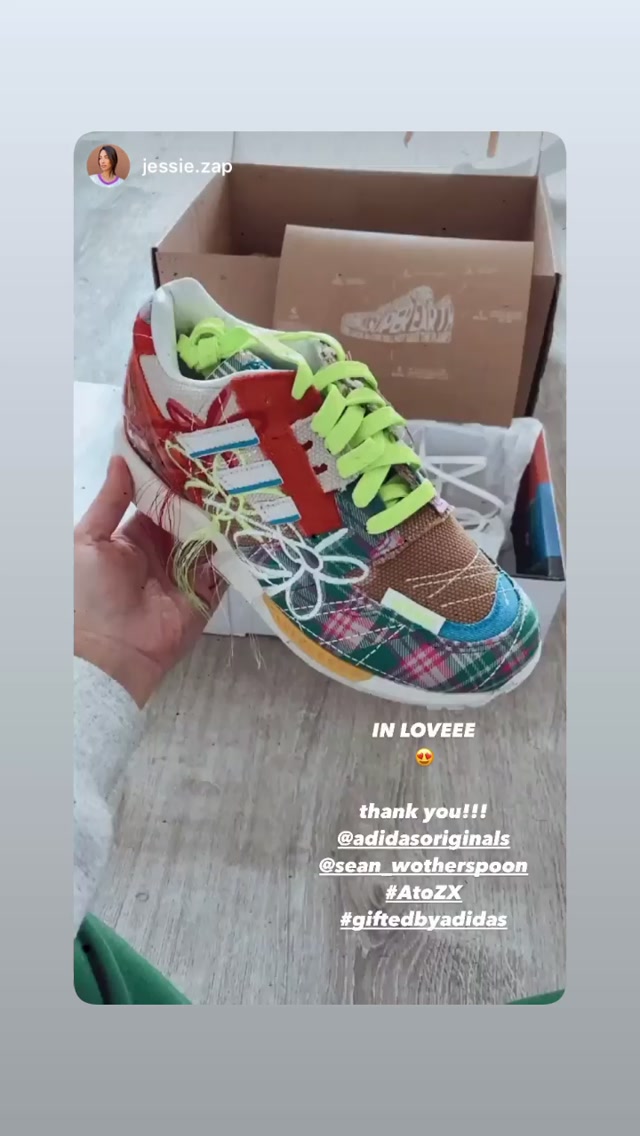 jessie.zap
IN LOVEEE
😍
thank you!!!
@adidasoriginals
@sean_wotherspoon
#AtoZX
#giftedbyadidas